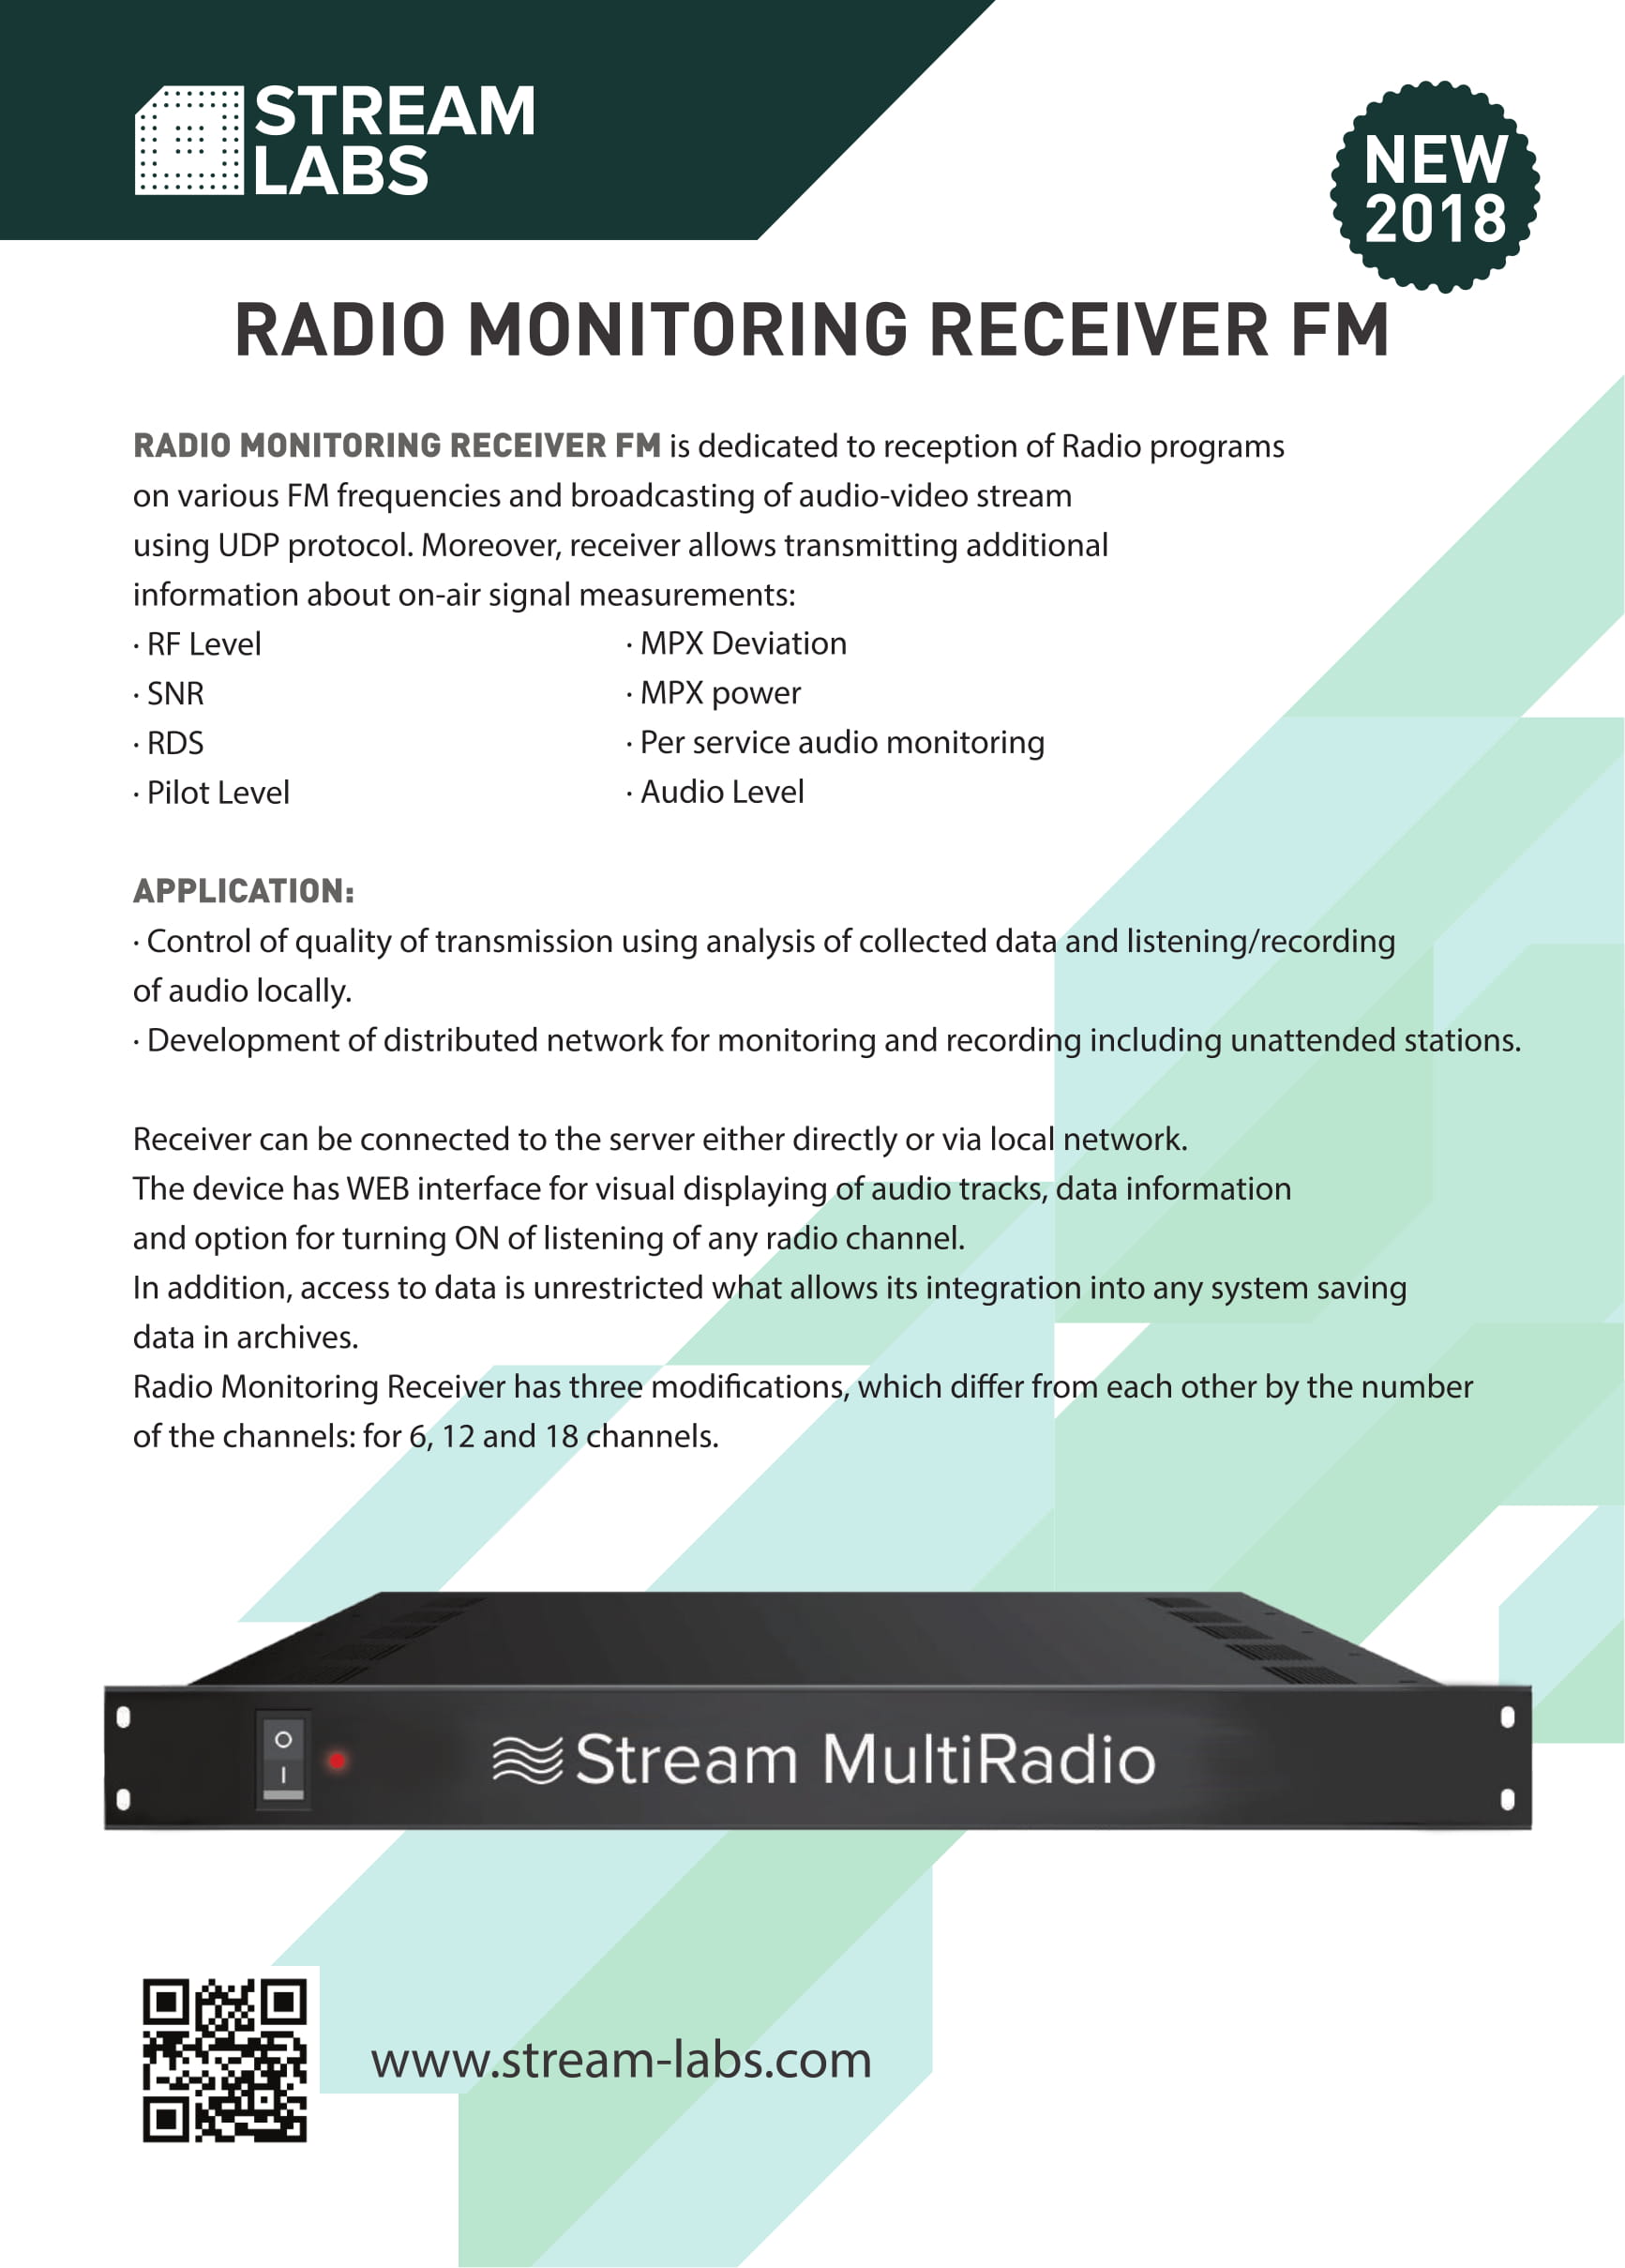 STREAM
LABS
NEW
2018
RADIO MONITORING RECEIVER FM
RADIO MONITORING RECEIVER FM is dedicated to reception of Radio programs
on various FM frequencies and broadcasting of audio-video stream
using UDP protocol. Moreover, receiver allows transmitting additional
information about on-air signal measurements:
· RF Level
· SNR
· RDS
· Pilot Level
· MPX Deviation
· MPX power
· Per service audio monitoring
· Audio Level
APPLICATION:
· Control of quality of transmission using analysis of collected data and listening/recording
of audio locally.
· Development of distributed network for monitoring and recording including unattended stations.
Receiver can be connected to the server either directly or via local network.
The device has WEB interface for visual displaying of audio tracks, data information
and option for turning ON of listening of any radio channel.
In addition, access to data is unrestricted what allows its integration into any system saving
data in archives.
Radio Monitoring Receiver has three modifications, which differ from each other by the number
of the channels: for 6, 12 and 18 channels.
Stream MultiRadio
www.stream-labs.com